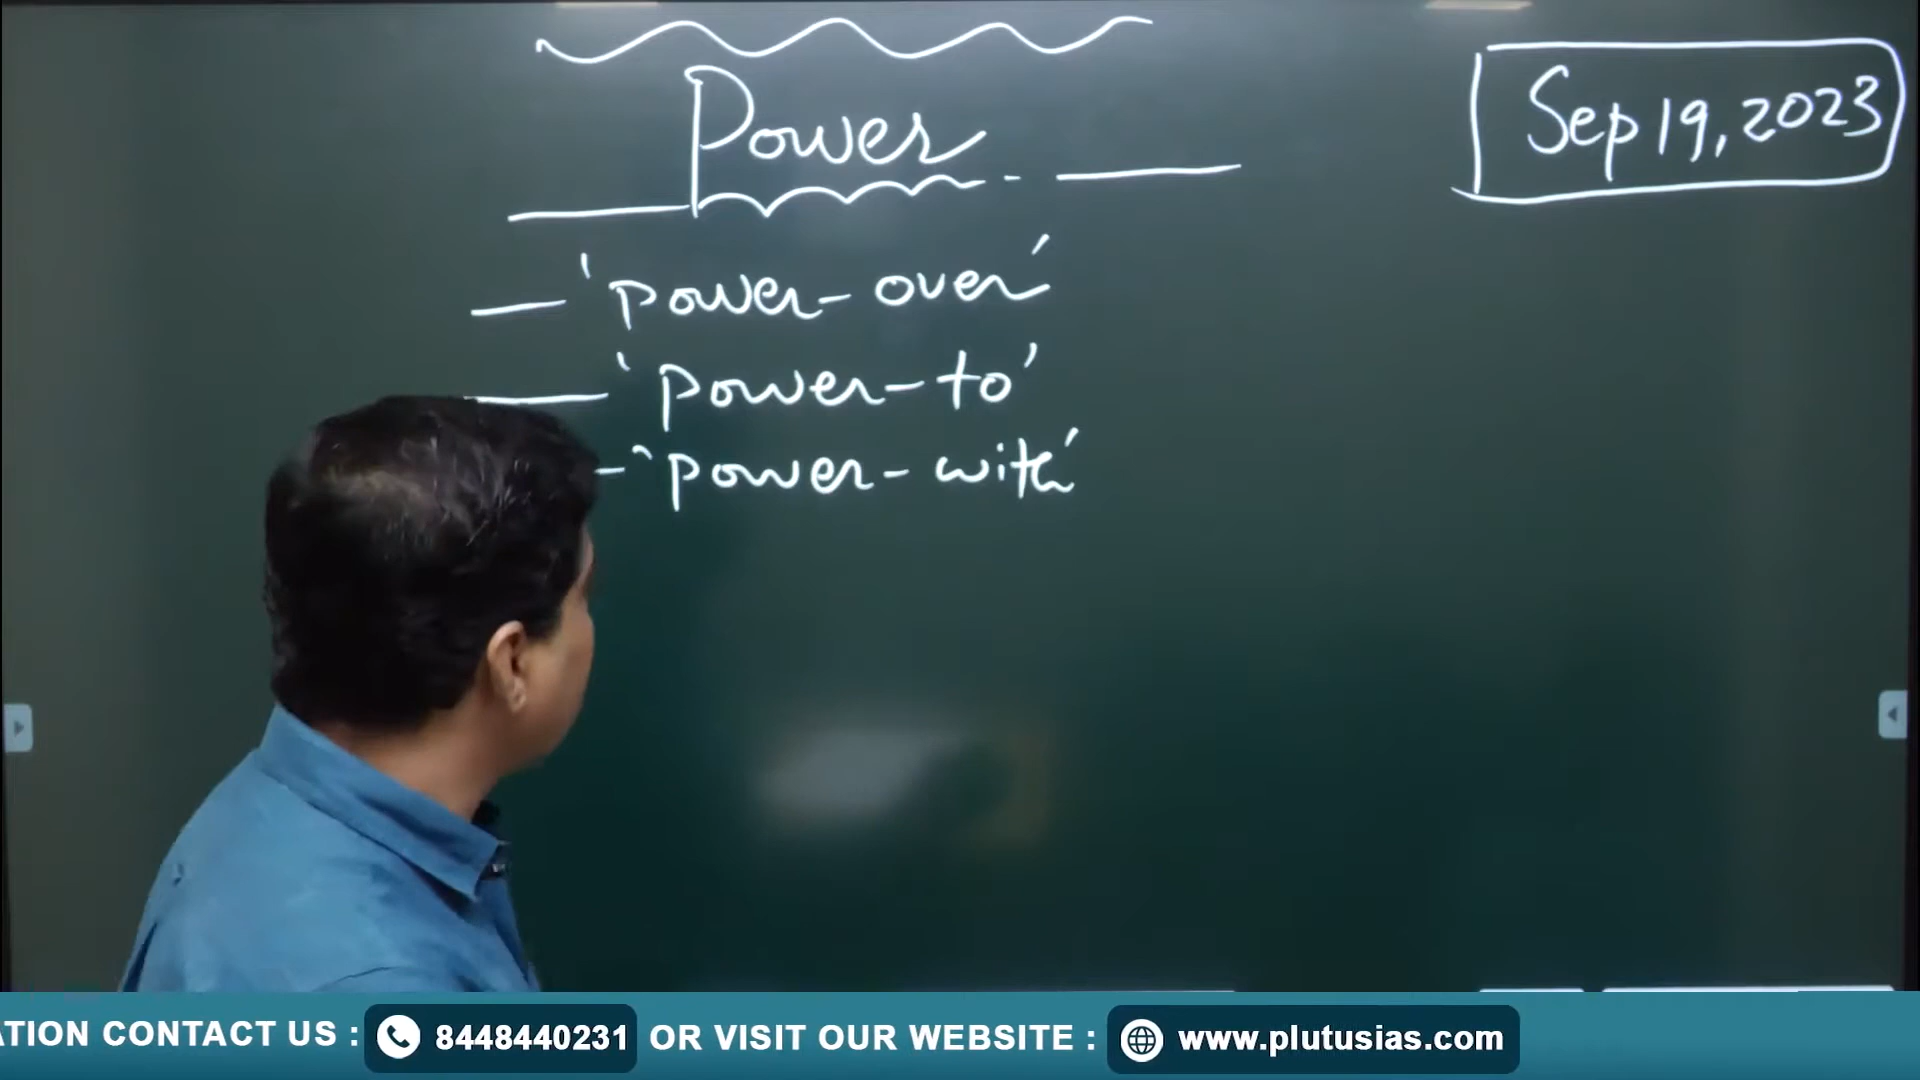 Power
Sep 19, 2023
— 'power-over'
— 'power-to'
-'power-with'
ATION CONTACT US : 8448440231 OR VISIT OUR WEBSITE : www.plutusias.com